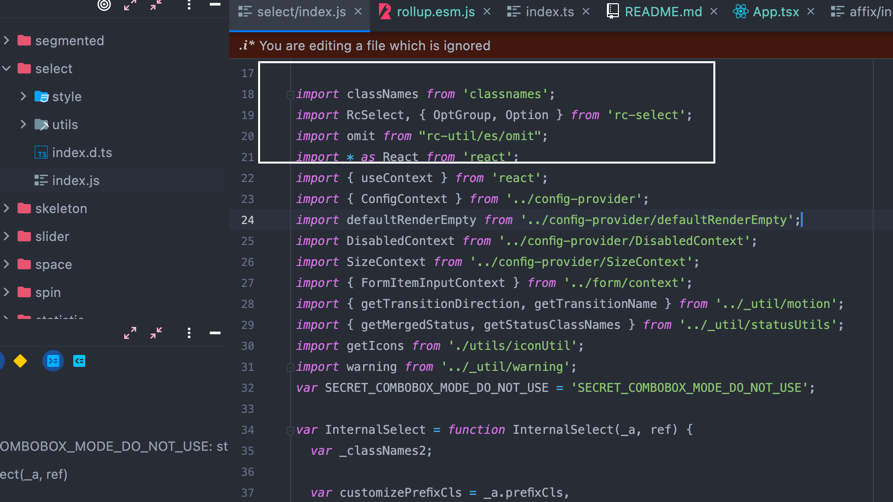 select/index.js
rollup.esm.js
index.ts
README.md
App.tsx
affix/in
segmented
select
style
utils
index.d.ts
index.js
skeleton
slider
space
spin
.i* You are editing a file which is ignored
17
18 import classNames from 'classnames';
19 import RcSelect, { OptGroup, Option } from 'rc-select';
20 import omit from "rc-util/es/omit";
21 import * as React from 'react';
22 import { useContext } from 'react';
23 import { ConfigContext } from '../config-provider';
24 import defaultRenderEmpty from '../config-provider/defaultRenderEmpty';
25 import DisabledContext from '../config-provider/DisabledContext';
26 import SizeContext from '../config-provider/SizeContext';
27 import { FormItemInputContext } from '../form/context';
28 import { getTransitionDirection, getTransitionName } from '../_util/motion';
29 import { getMergedStatus, getStatusClassNames } from '../_util/statusUtils';
30 import getIcons from './utils/iconUtil';
31 import warning from '../_util/warning';
32 var SECRET_COMBOBOX_MODE_DO_NOT_USE = 'SECRET_COMBOBOX_MODE_DO_NOT_USE';
33
34 var InternalSelect = function InternalSelect(_a, ref) {
35 var _classNames2;
36
37 var customizePrefixCls = _a.prefixCls,
OMBOBOX_MODE_DO_NOT_USE: st
ect(_a, ref)